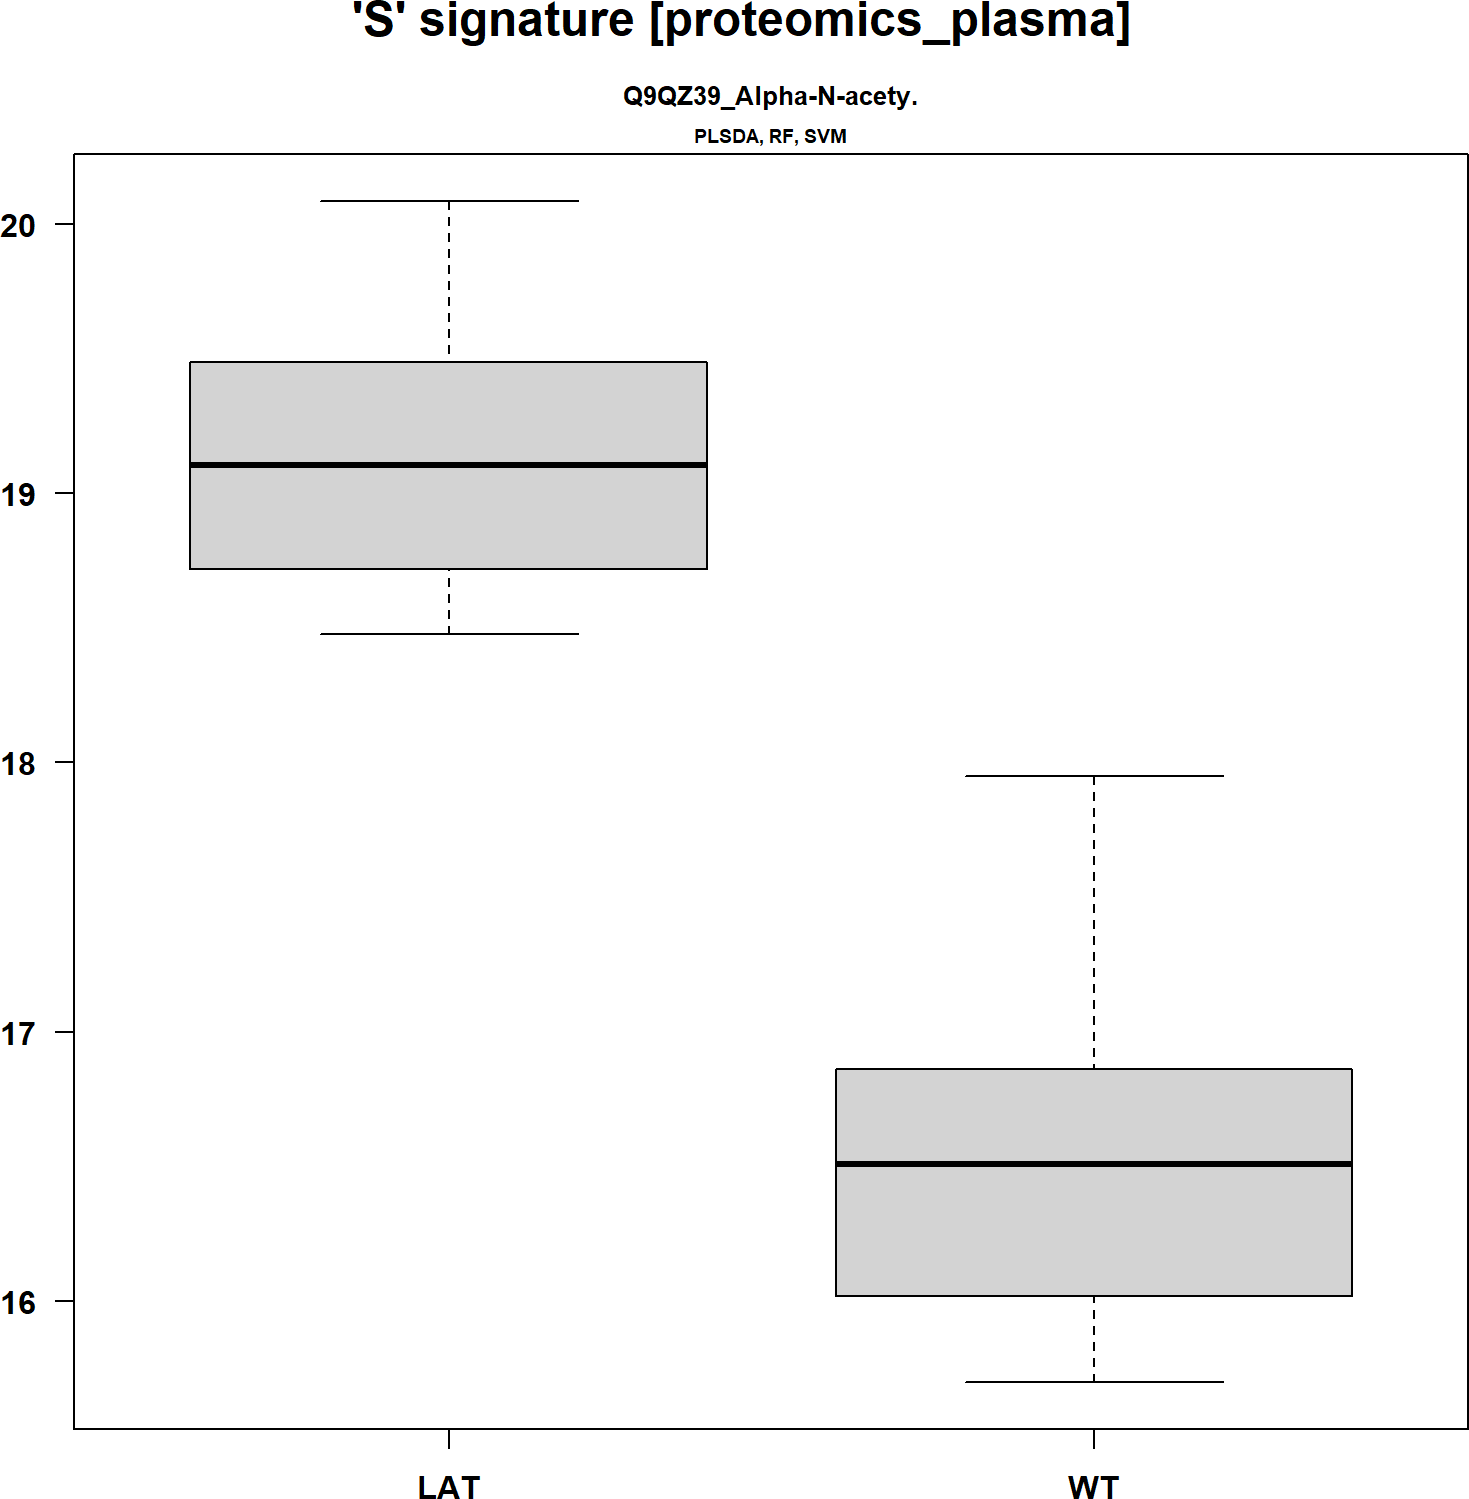 'S' signature [proteomics_plasma]
Q9QZ39_Alpha-N-acety.
PLSDA, RF, SVM
20
19
18
17
16
LAT WT